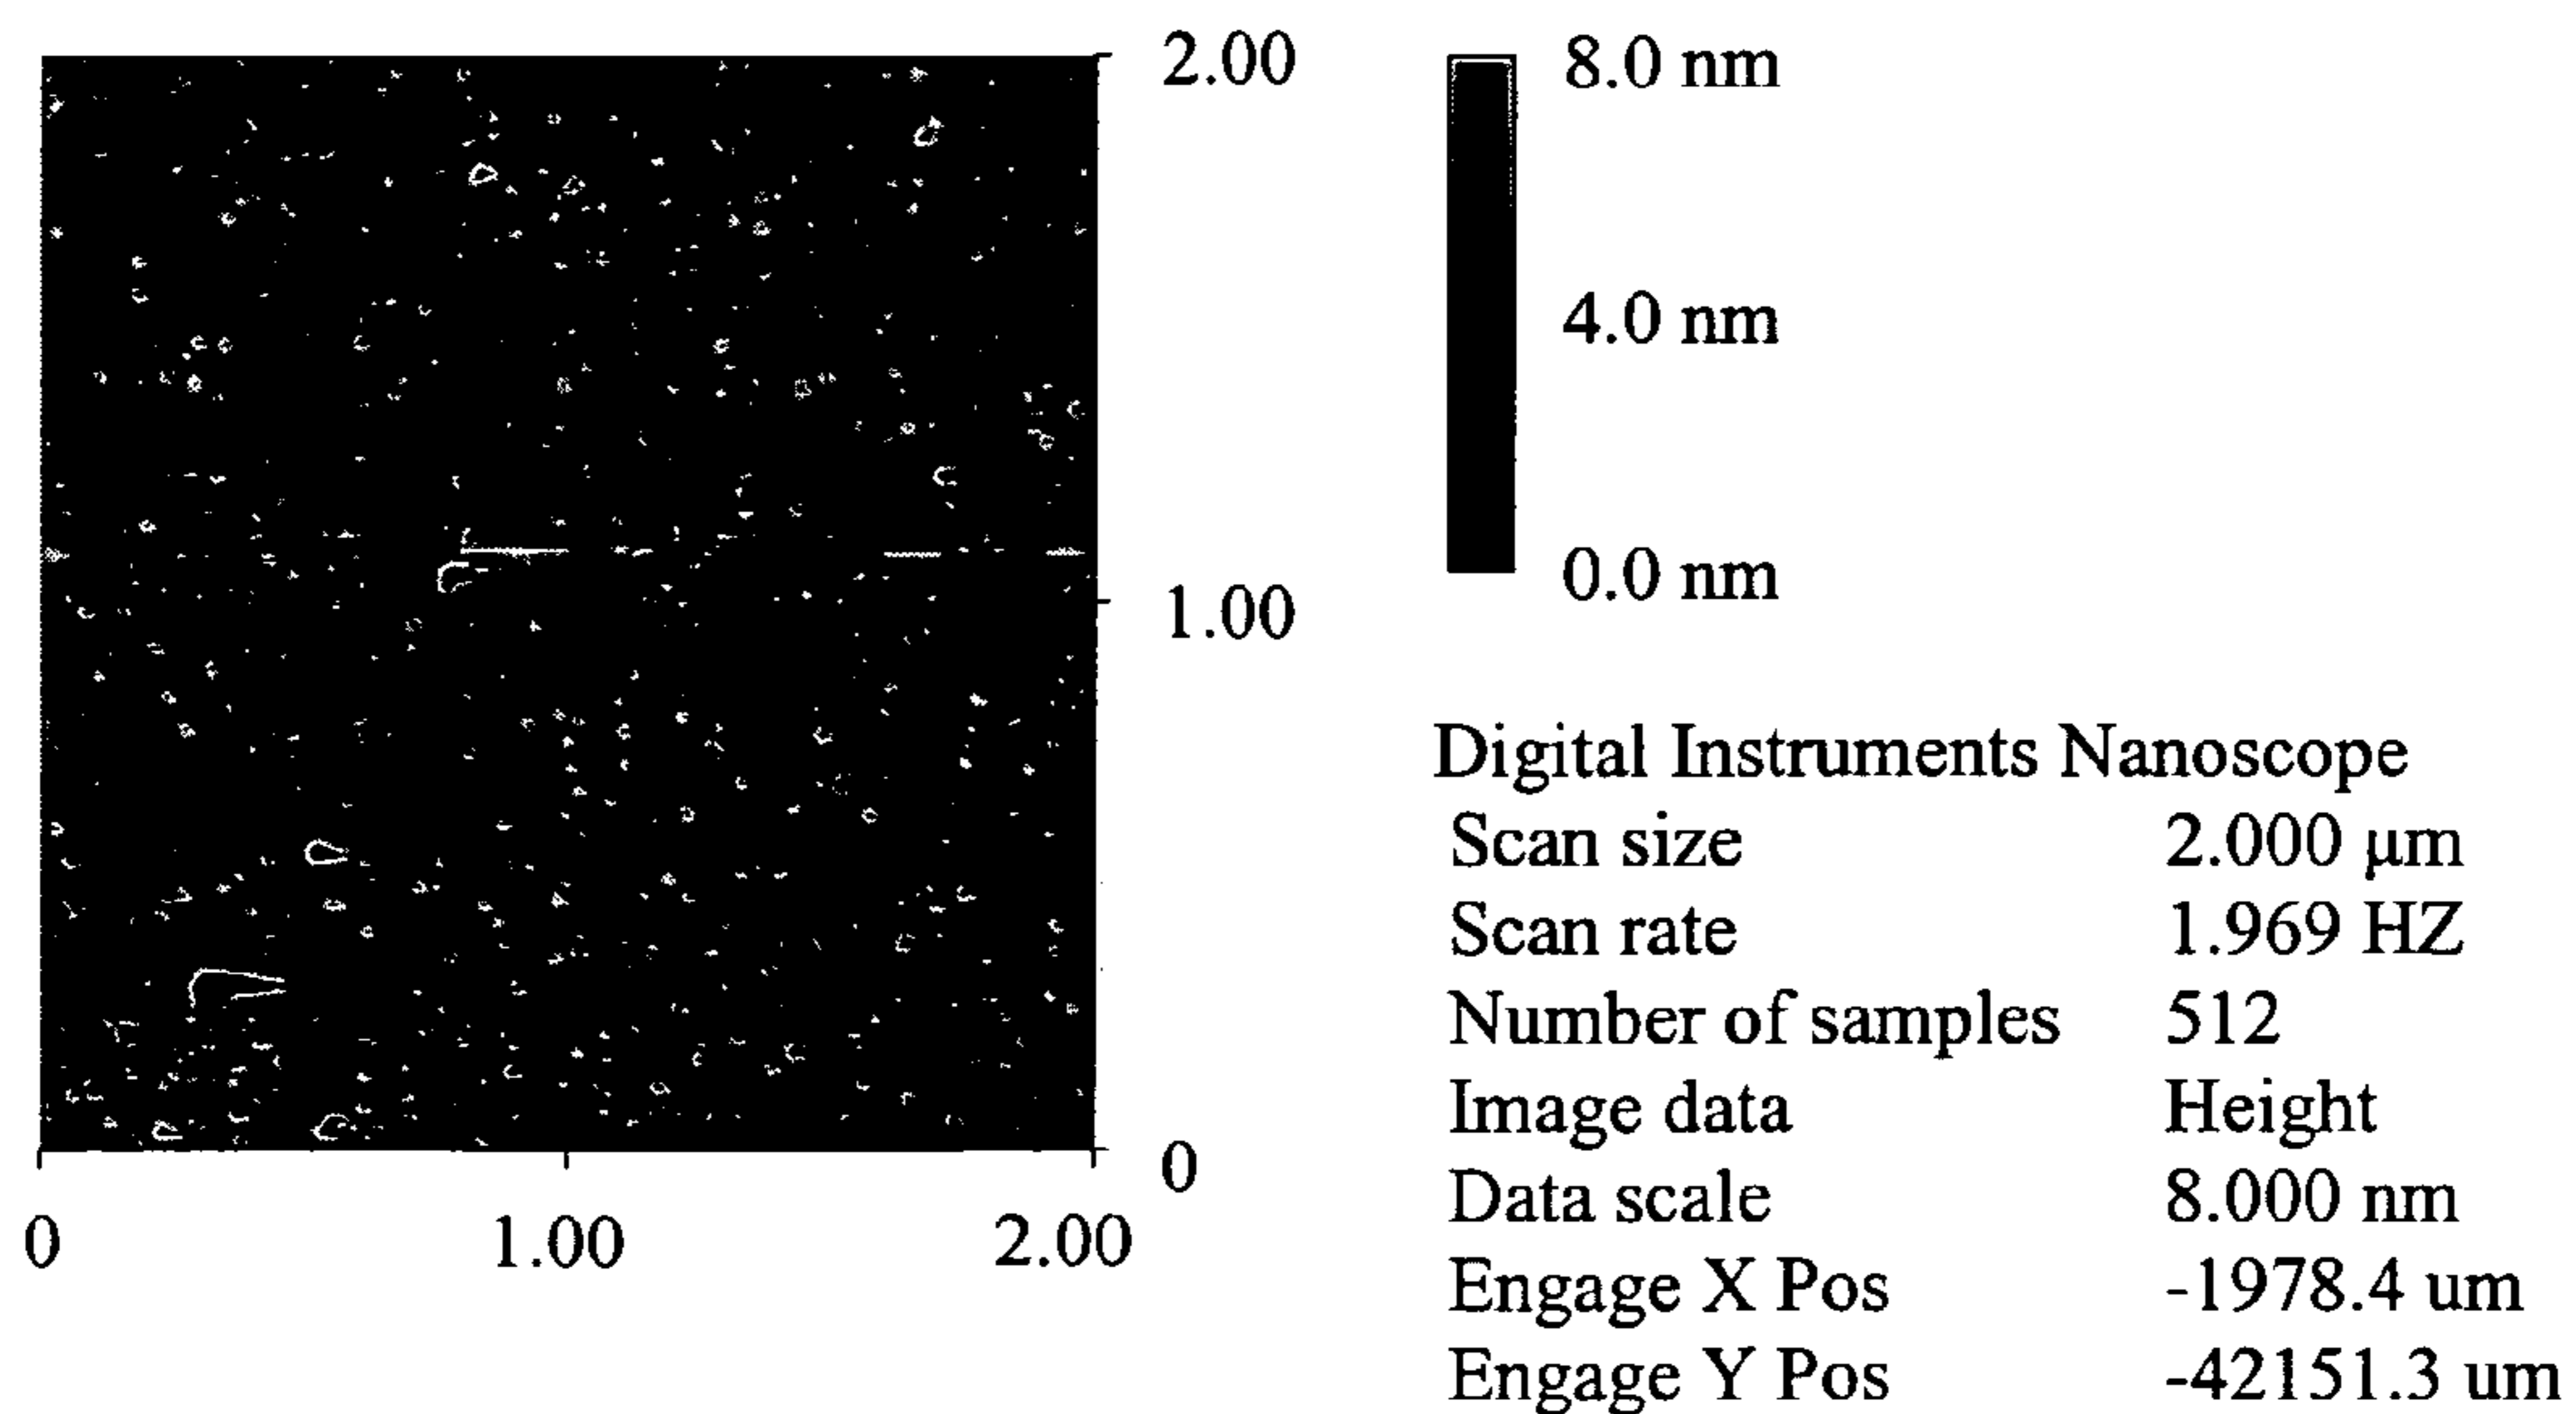 2.00
1.00
0
0 1.00 2.00
8.0 nm
4.0 nm
0.0 nm
Digital Instruments Nanoscope
Scan size 2.000 μm
Scan rate 1.969 HZ
Number of samples 512
Image data Height
Data scale 8.000 nm
Engage X Pos -1978.4 um
Engage Y Pos -42151.3 um